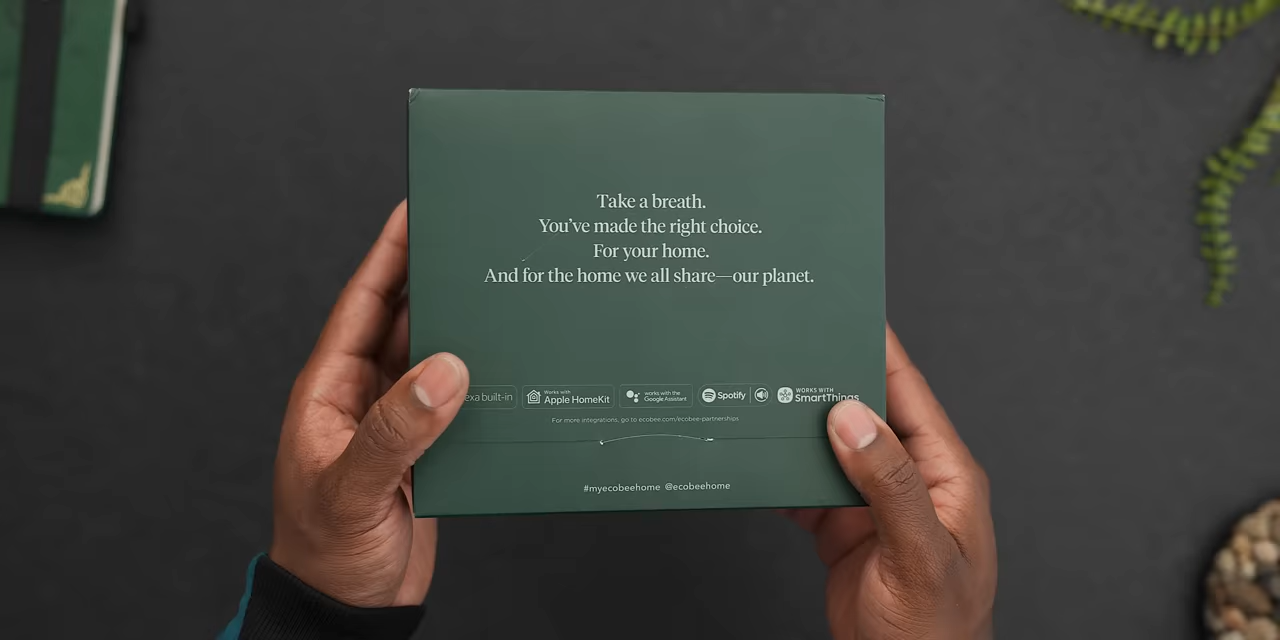 Take a breath.
You've made the right choice.
For your home.
And for the home we all share—our planet.
exa built-in
Works with
Apple HomeKit
works with the
Google Assistant
Spotify
WORKS WITH
SmartThings
For more integrations, go to ecobee.com/ecobee-partnerships
#myecobeehome @ecobeehome